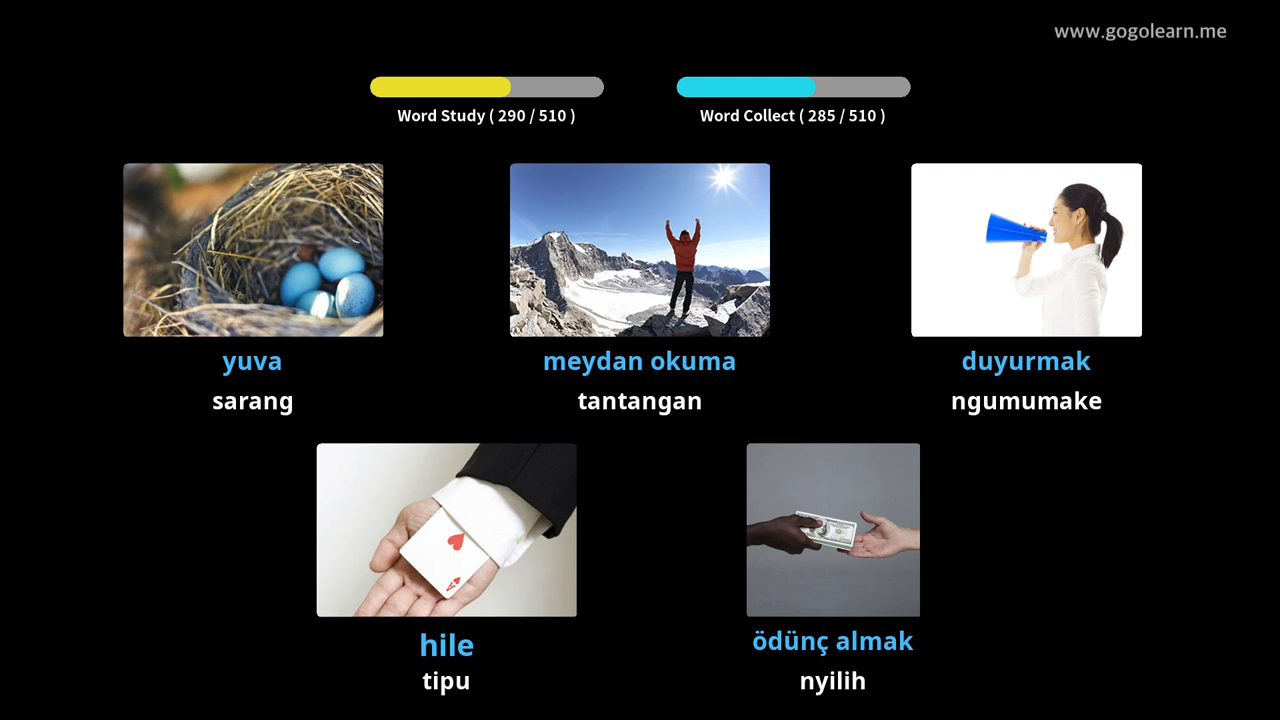 www.gogolearn.me
Word Study ( 290 / 510 )
Word Collect ( 285 / 510 )
yuva
meydan okuma
duyurmak
sarang
tantangan
ngumumake
hile
ödünç almak
tipu
nyilih